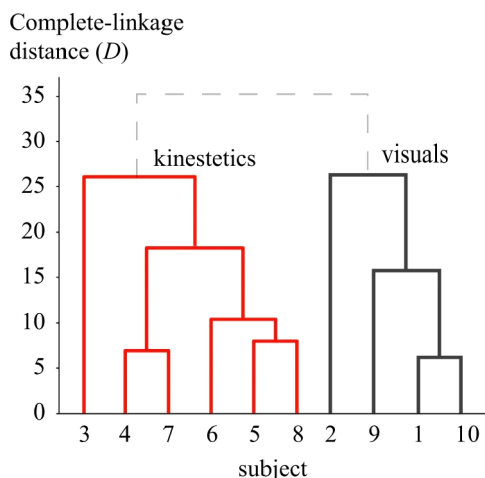 Complete-linkage
distance (D)
35
30
25
20
15
10
5
0
kinestetics
visuals
3 4 7 6 5 8 2 9 1 10
subject